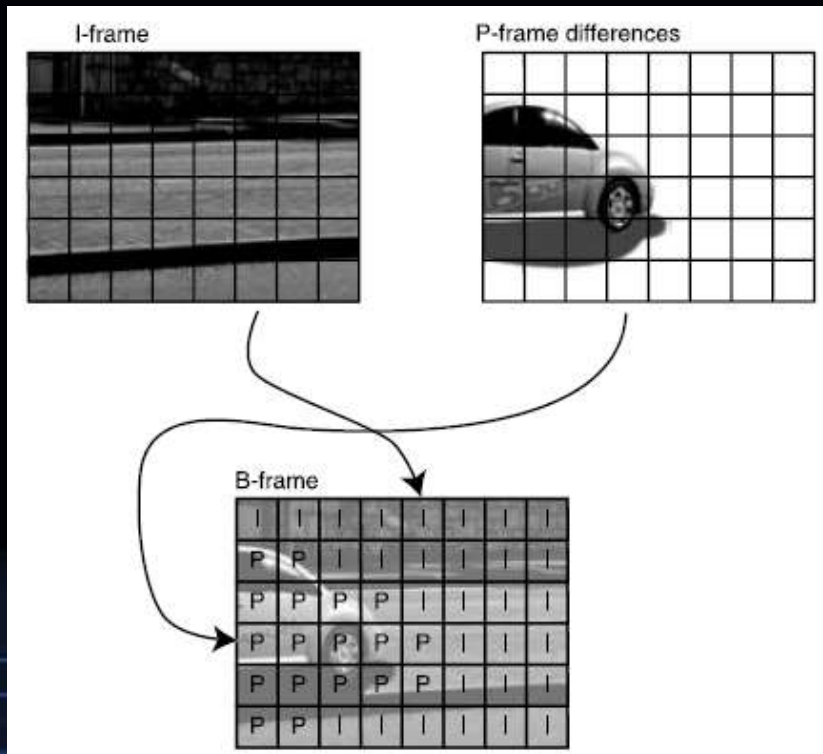 I-frame
P-frame differences
B-frame
I I I I I I I I
P P I I I I I I
P P P P I I I I
P P P P P I I I
P P P P P I I I
P P I I I I I I